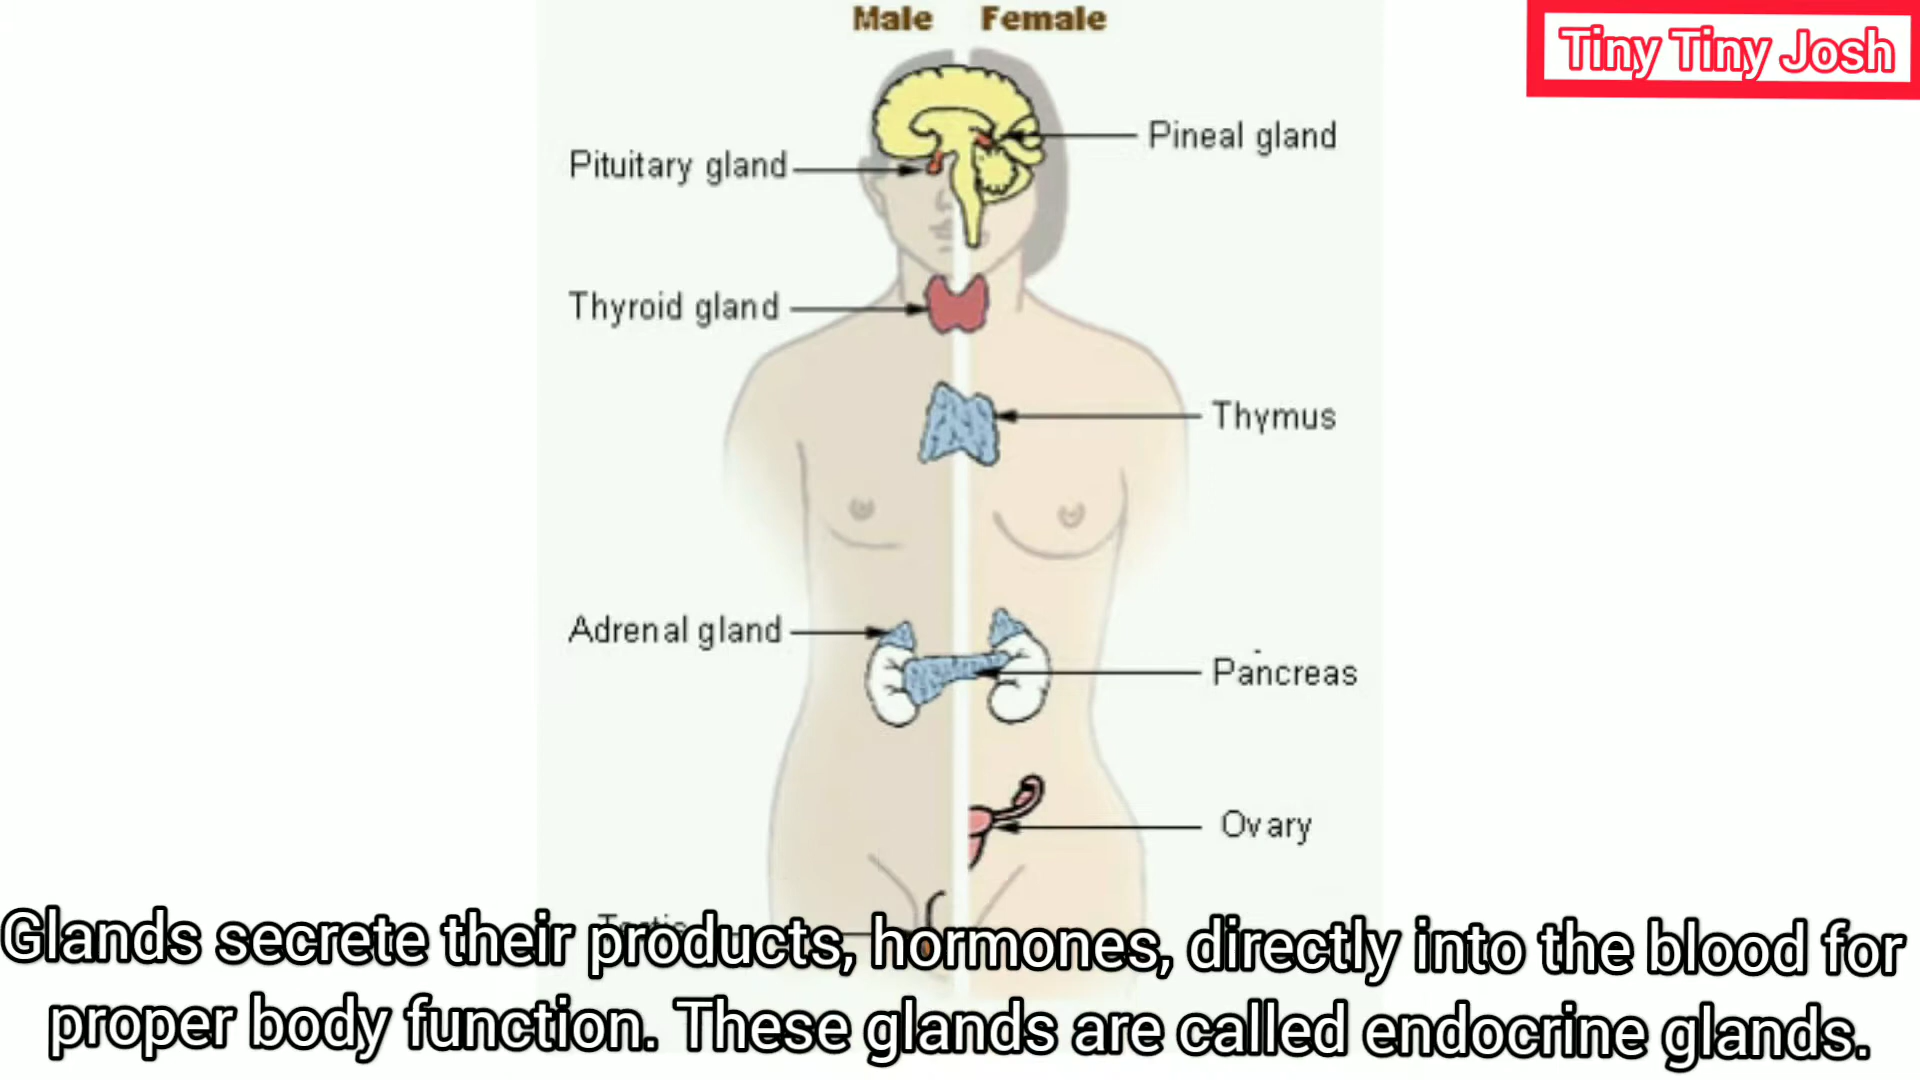 Male Female
Tiny Tiny Josh
Pineal gland
Pituitary gland
Thyroid gland
Thymus
Adrenal gland
Pancreas
Ovary
Glands secrete their products, hormones, directly into the blood for
proper body function. These glands are called endocrine glands.